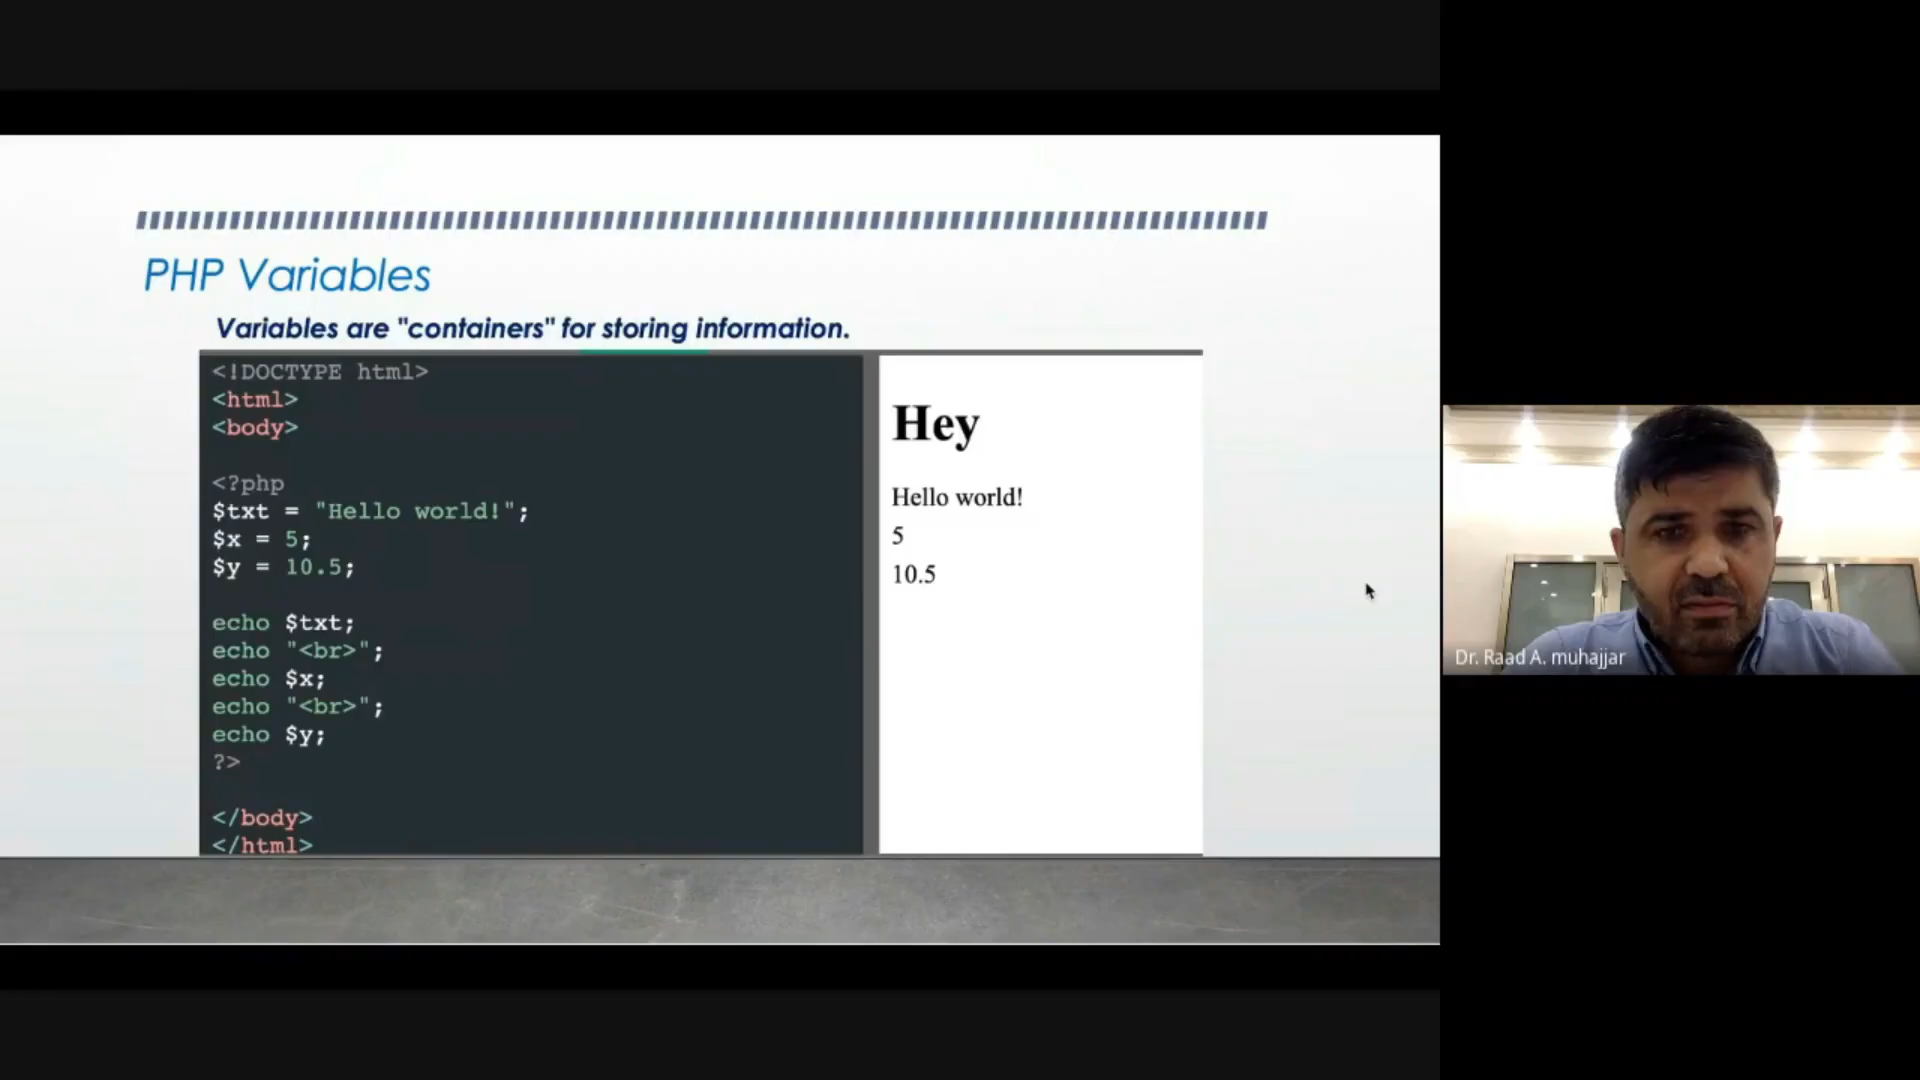 PHP Variables
Variables are "containers" for storing information.
<!DOCTYPE html>
<html>
<body>
<?php
$txt = "Hello world!";
$x = 5;
$y = 10.5;
echo $txt;
echo "<br>";
echo $x;
echo "<br>";
echo $y;
?>
</body>
</html>
Hey
Hello world!
5
10.5
Dr. Raad A. muhajjar